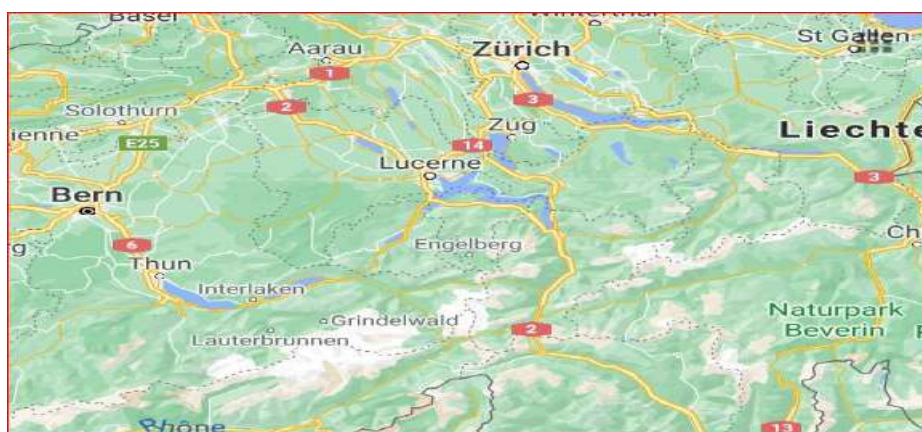 Basel
Winterthur
Aarau
Zürich
St Gallen
1
2
3
Solothurn
Zug
ienne
E25
14
Liechte
Lucerne
3
Bern
6
Engelberg
Ch
g
Thun
Interlaken
Grindelwald
Lauterbrunnen
2
Naturpark
Beverin
Rhône
13